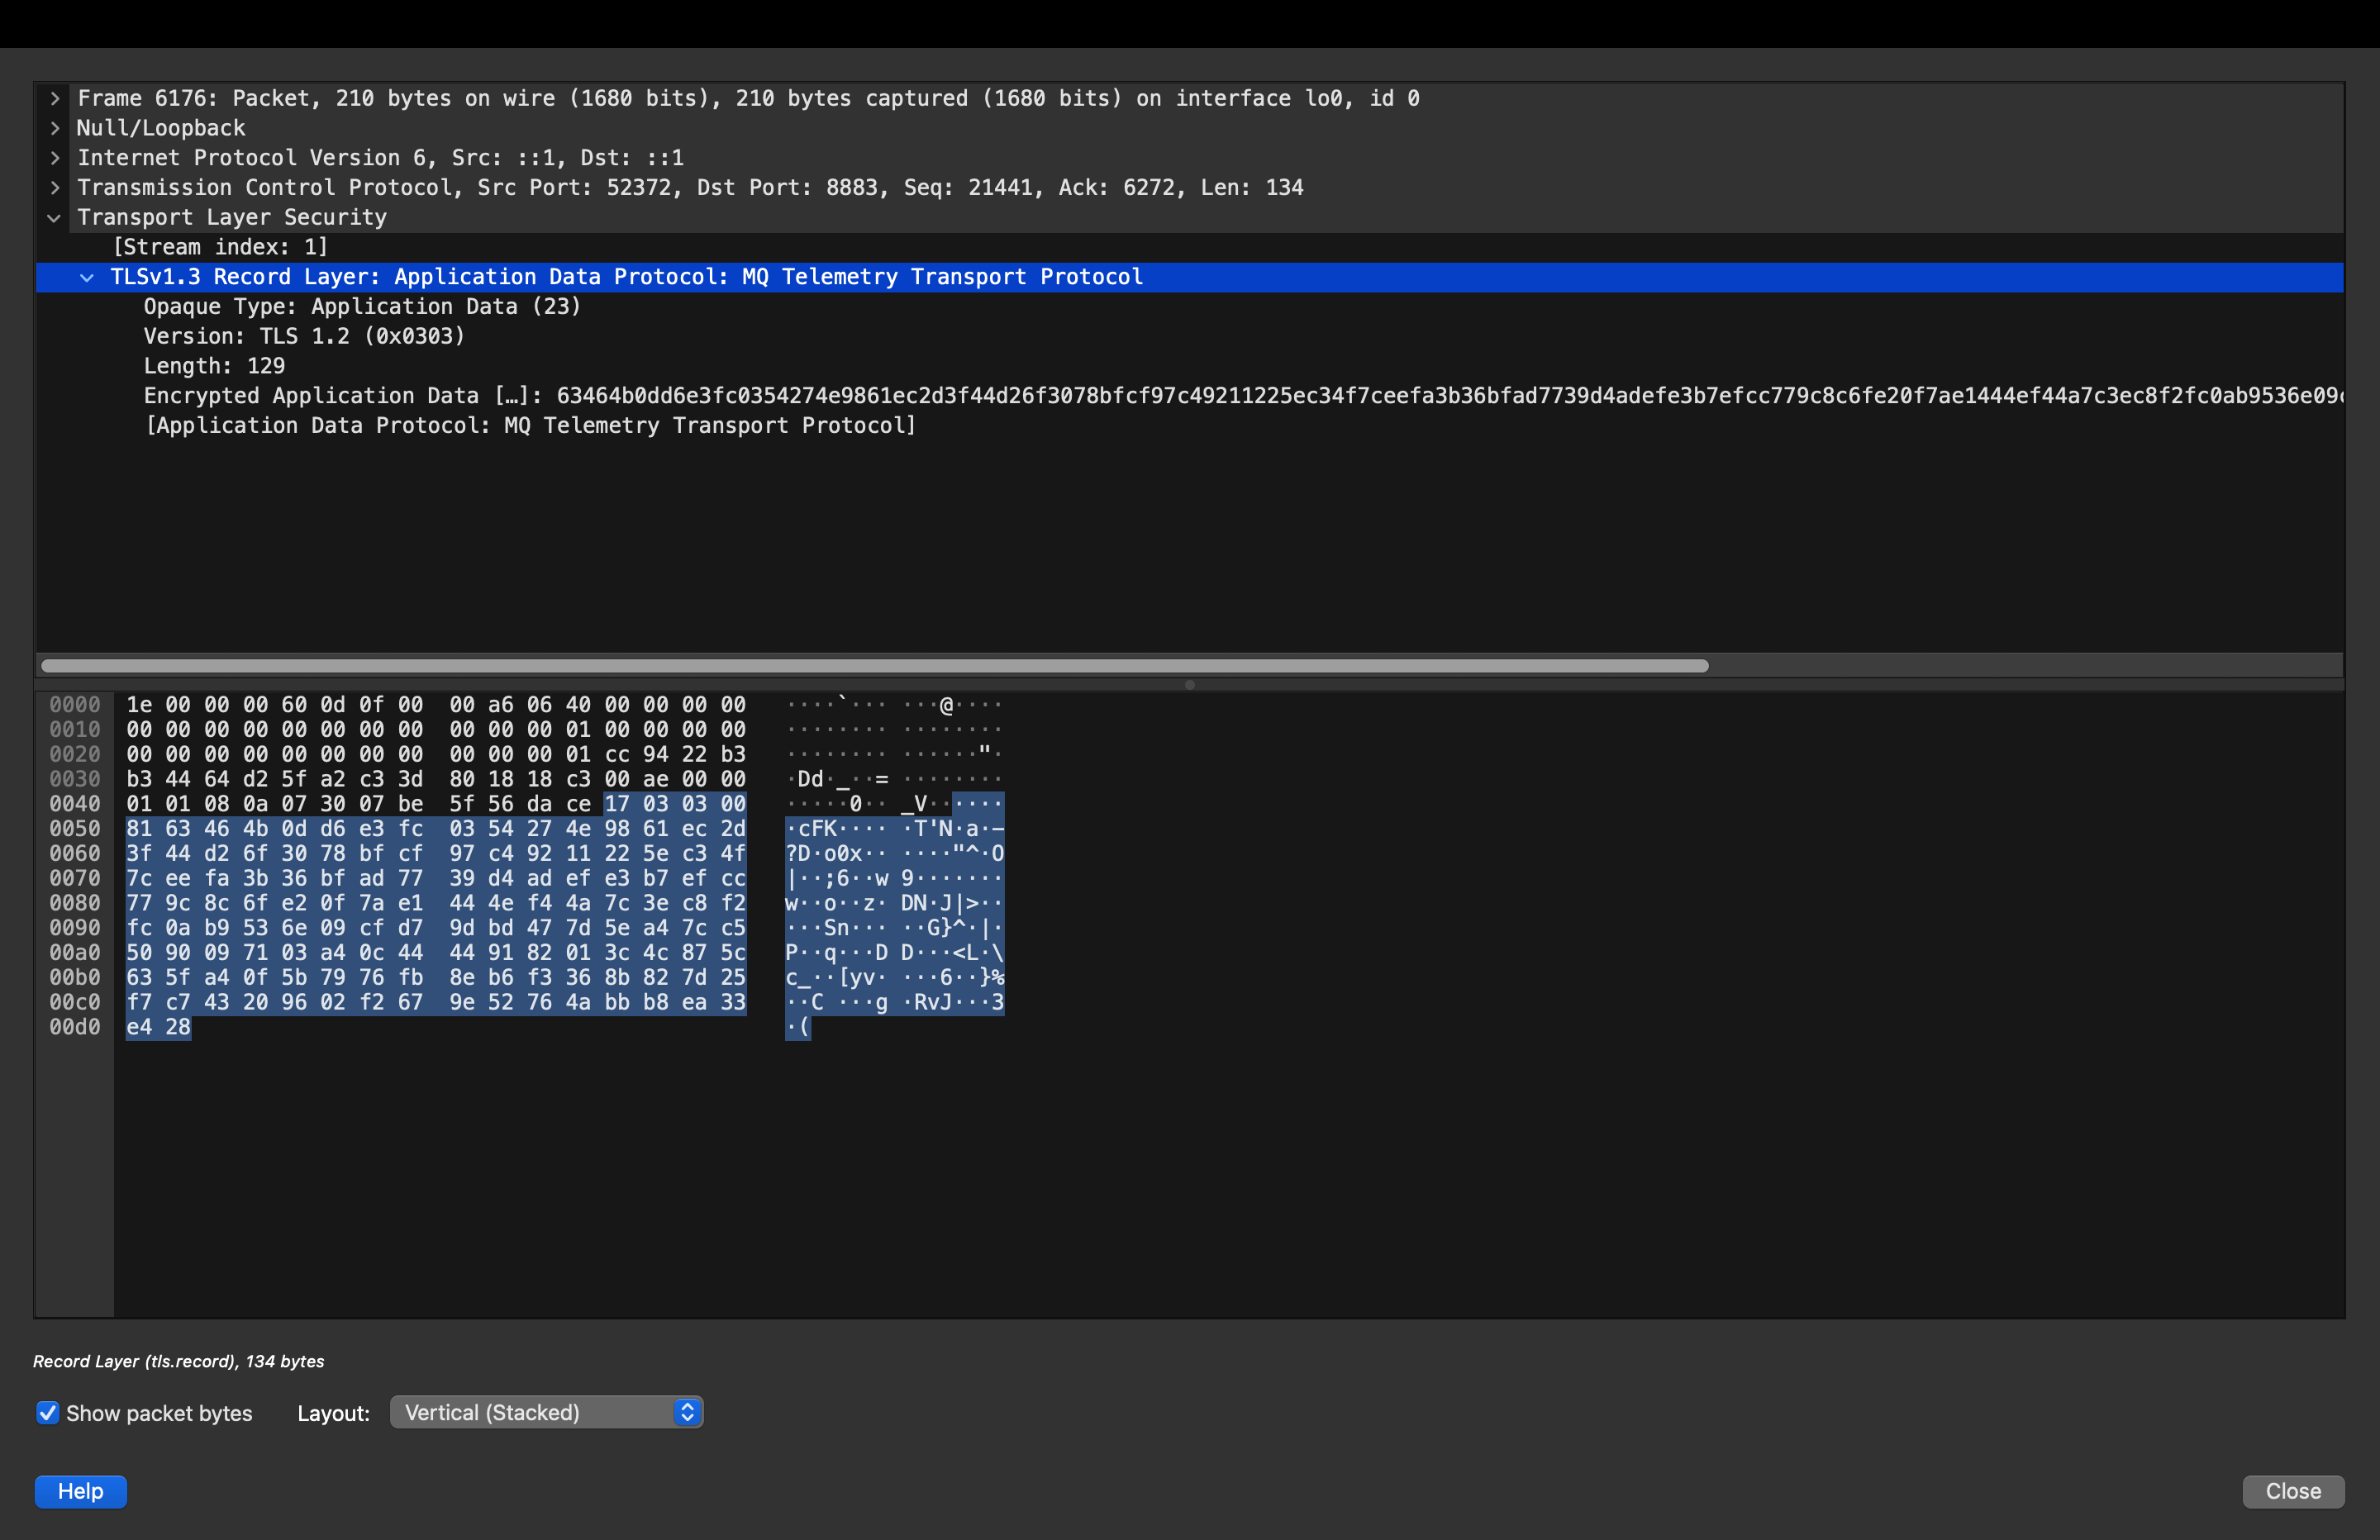 Frame 6176: Packet, 210 bytes on wire (1680 bits), 210 bytes captured (1680 bits) on interface lo0, id 0
Null/Loopback
Internet Protocol Version 6, Src: ::1, Dst: ::1
Transmission Control Protocol, Src Port: 52372, Dst Port: 8883, Seq: 21441, Ack: 6272, Len: 134
Transport Layer Security
[Stream index: 1]
TLSv1.3 Record Layer: Application Data Protocol: MQ Telemetry Transport Protocol
Opaque Type: Application Data (23)
Version: TLS 1.2 (0x0303)
Length: 129
Encrypted Application Data […]: 63464b0dd6e3fc0354274e9861ec2d3f44d26f3078bfcf97c49211225ec34f7ceefa3b36bfad7739d4adefe3b7efcc779c8c6fe20f7ae1444ef44a7c3ec8f2fc0ab9536e09
[Application Data Protocol: MQ Telemetry Transport Protocol]
0000 1e 00 00 00 60 0d 0f 00 00 a6 06 40 00 00 00 00 ····`··· ···@····
0010 00 00 00 00 00 00 00 00 00 00 00 01 00 00 00 00 ········ ········
0020 00 00 00 00 00 00 00 00 00 00 00 01 cc 94 22 b3 ········ ······"·
0030 b3 44 64 d2 5f a2 c3 3d 80 18 18 c3 00 ae 00 00 ·Dd·_··= ········
0040 01 01 08 0a 07 30 07 be 5f 56 da ce 17 03 03 00 ·····0·· _V······
0050 81 63 46 4b 0d d6 e3 fc 03 54 27 4e 98 61 ec 2d ·cFK···· ·T'N·a·–
0060 3f 44 d2 6f 30 78 bf cf 97 c4 92 11 22 5e c3 4f ?D·o0x·· ····"^·O
0070 7c ee fa 3b 36 bf ad 77 39 d4 ad ef e3 b7 ef cc |··;6··w 9·······
0080 77 9c 8c 6f e2 0f 7a e1 44 4e f4 4a 7c 3e c8 f2 w··o··z· DN·J|>··
0090 fc 0a b9 53 6e 09 cf d7 9d bd 47 7d 5e a4 7c c5 ···Sn··· ··G}^·|·
00a0 50 90 09 71 03 a4 0c 44 44 91 82 01 3c 4c 87 5c P··q···D D···<L·\
00b0 63 5f a4 0f 5b 79 76 fb 8e b6 f3 36 8b 82 7d 25 c_··[yv· ···6··}%
00c0 f7 c7 43 20 96 02 f2 67 9e 52 76 4a bb b8 ea 33 ··C ···g ·RvJ···3
00d0 e4 28 ·(
Record Layer (tls.record), 134 bytes
Show packet bytes Layout: Vertical (Stacked)
Help Close